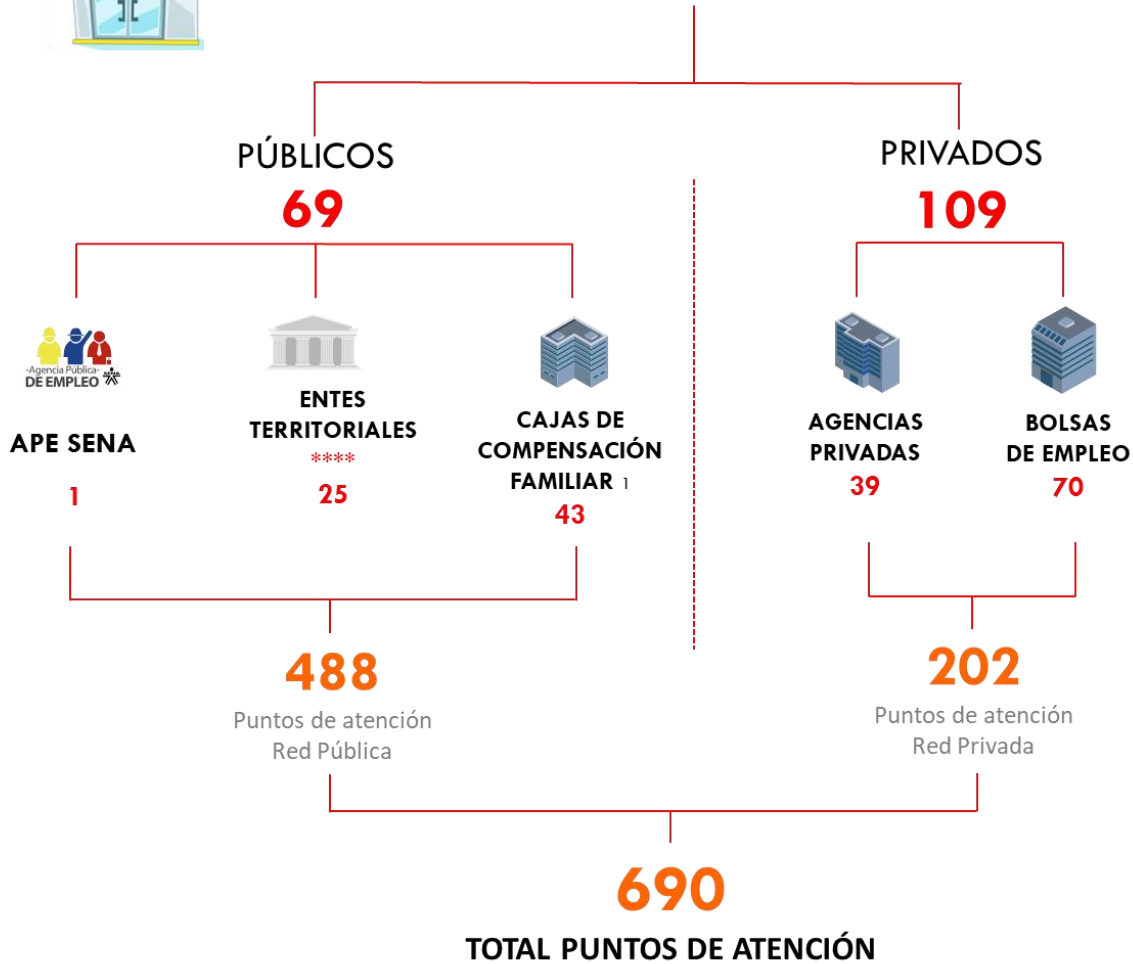 PÚBLICOS
69
PRIVADOS
109
-Agencia Pública-
DE EMPLEO
SENA
APE SENA
1
ENTES
TERRITORIALES
****
25
CAJAS DE
COMPENSACIÓN
FAMILIAR 1
43
AGENCIAS
PRIVADAS
39
BOLSAS
DE EMPLEO
70
488
Puntos de atención
Red Pública
202
Puntos de atención
Red Privada
690
TOTAL PUNTOS DE ATENCIÓN